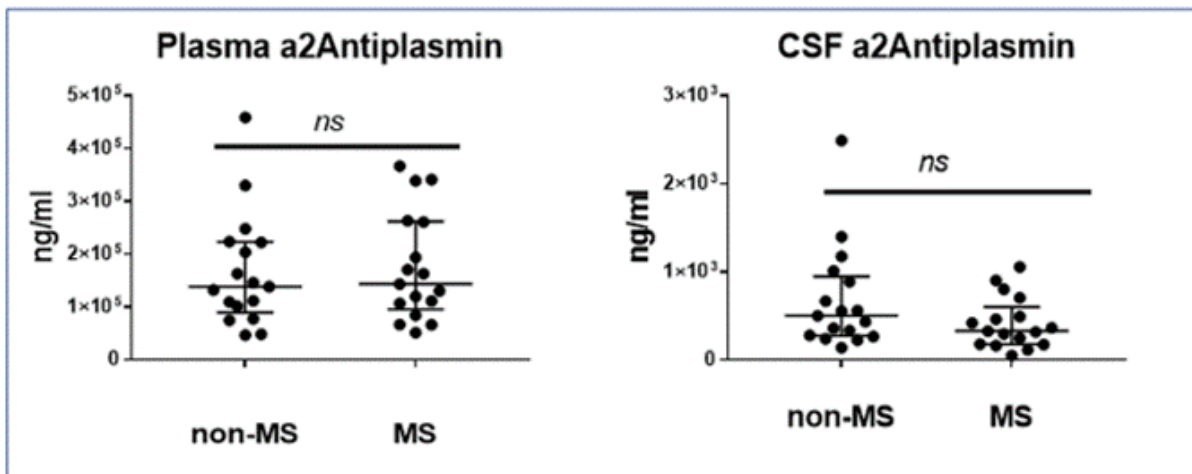 Plasma a2Antiplasmin
5×10⁵
4×10⁵
3×10⁵
2×10⁵
1×10⁵
0
ng/ml
ns
non-MS
MS
CSF a2Antiplasmin
3×10³
2×10³
1×10³
0
ng/ml
ns
non-MS
MS